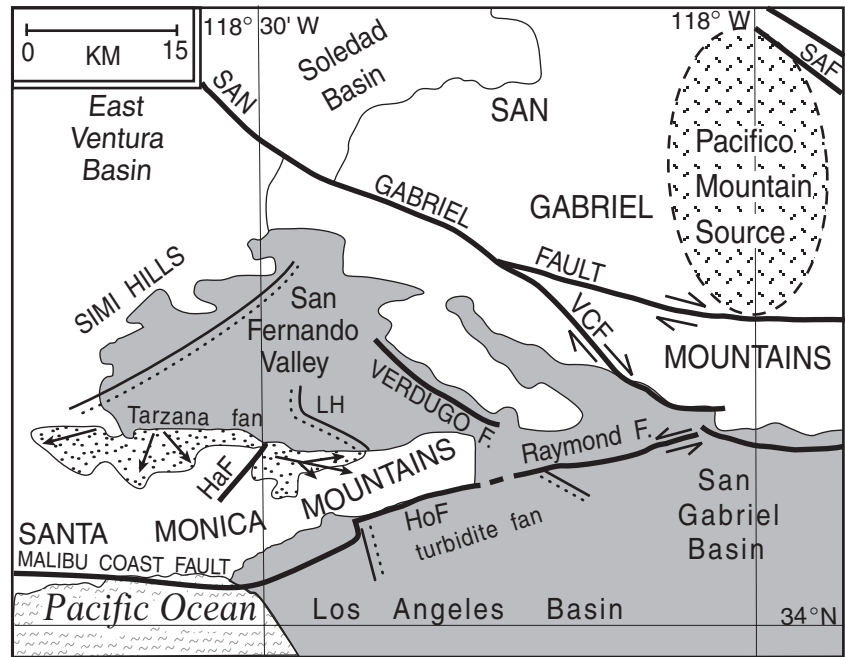 0 15
KM
118° 30' W
118° W
SAF
Soledad
Basin
SAN
East
Ventura
Basin
SAN
Pacifico
Mountain
Source
GABRIEL
GABRIEL
FAULT
SIMI HILLS
San
Fernando
Valley
VCF
MOUNTAINS
VERDUGO F.
LH
Tarzana fan
Raymond F.
HaF
MOUNTAINS
San
Gabriel
Basin
SANTA MONICA
HoF
turbidite fan
MALIBU COAST FAULT
Pacific Ocean
Los Angeles Basin
34°N